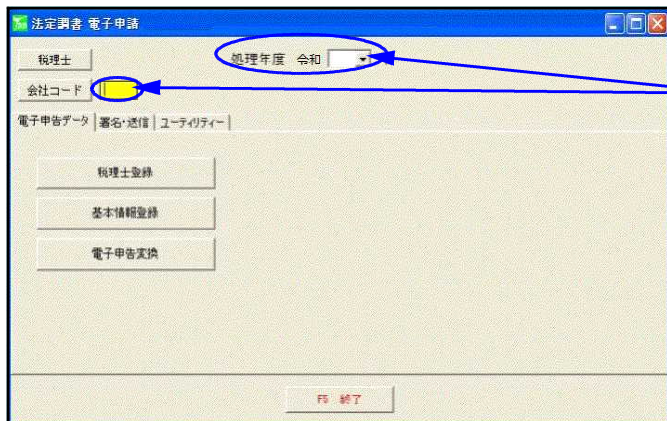 法定調書 電子申請
税理士
処理年度 令和
会社コード
電子申告データ 署名・送信 ユーティリティー
税理士登録
基本情報登録
電子申告変換
F5 終了